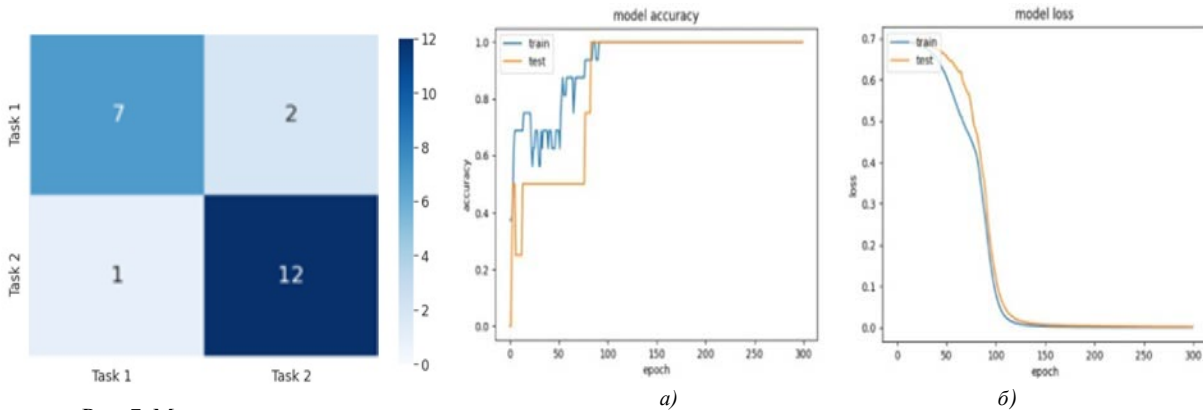 Task 1
Task 2
7
2
1
12
Task 1
Task 2
12
10
8
6
4
2
0
model accuracy
train
test
1.0
0.8
0.6
0.4
0.2
0.0
accuracy
0
50
100
150
200
250
300
epoch
а)
model loss
train
test
0.7
0.6
0.5
0.4
0.3
0.2
0.1
0.0
loss
0
50
100
150
200
250
300
epoch
б)